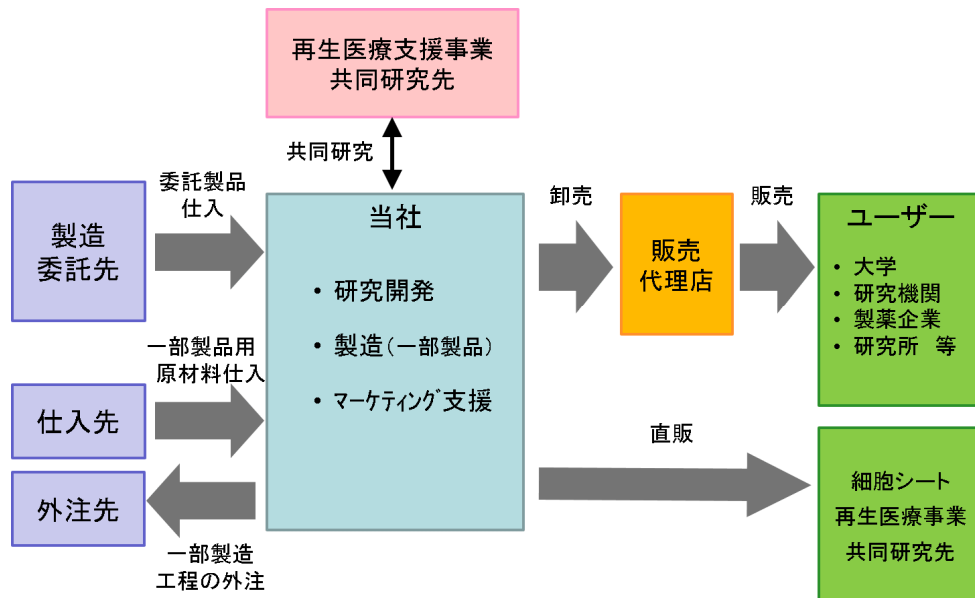 再生医療支援事業
共同研究先
共同研究
製造
委託先
委託製品
仕入
一部製品用
原材料仕入
仕入先
外注先
一部製造
工程の外注
当社
・ 研究開発
・ 製造（一部製品）
・ マーケティング支援
卸売
販売
代理店
販売
ユーザー
・ 大学
・ 研究機関
・ 製薬企業
・ 研究所　等
直販
細胞シート
再生医療事業
共同研究先